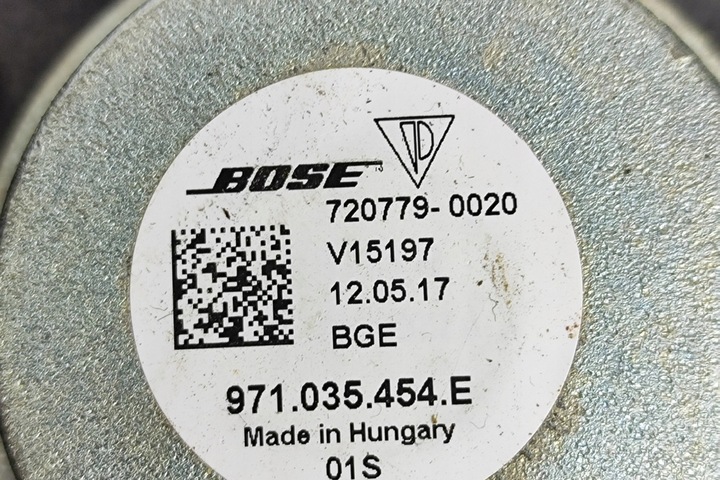 BOSE
720779-0020
V15197
12.05.17
BGE
971.035.454.E
Made in Hungary
01S